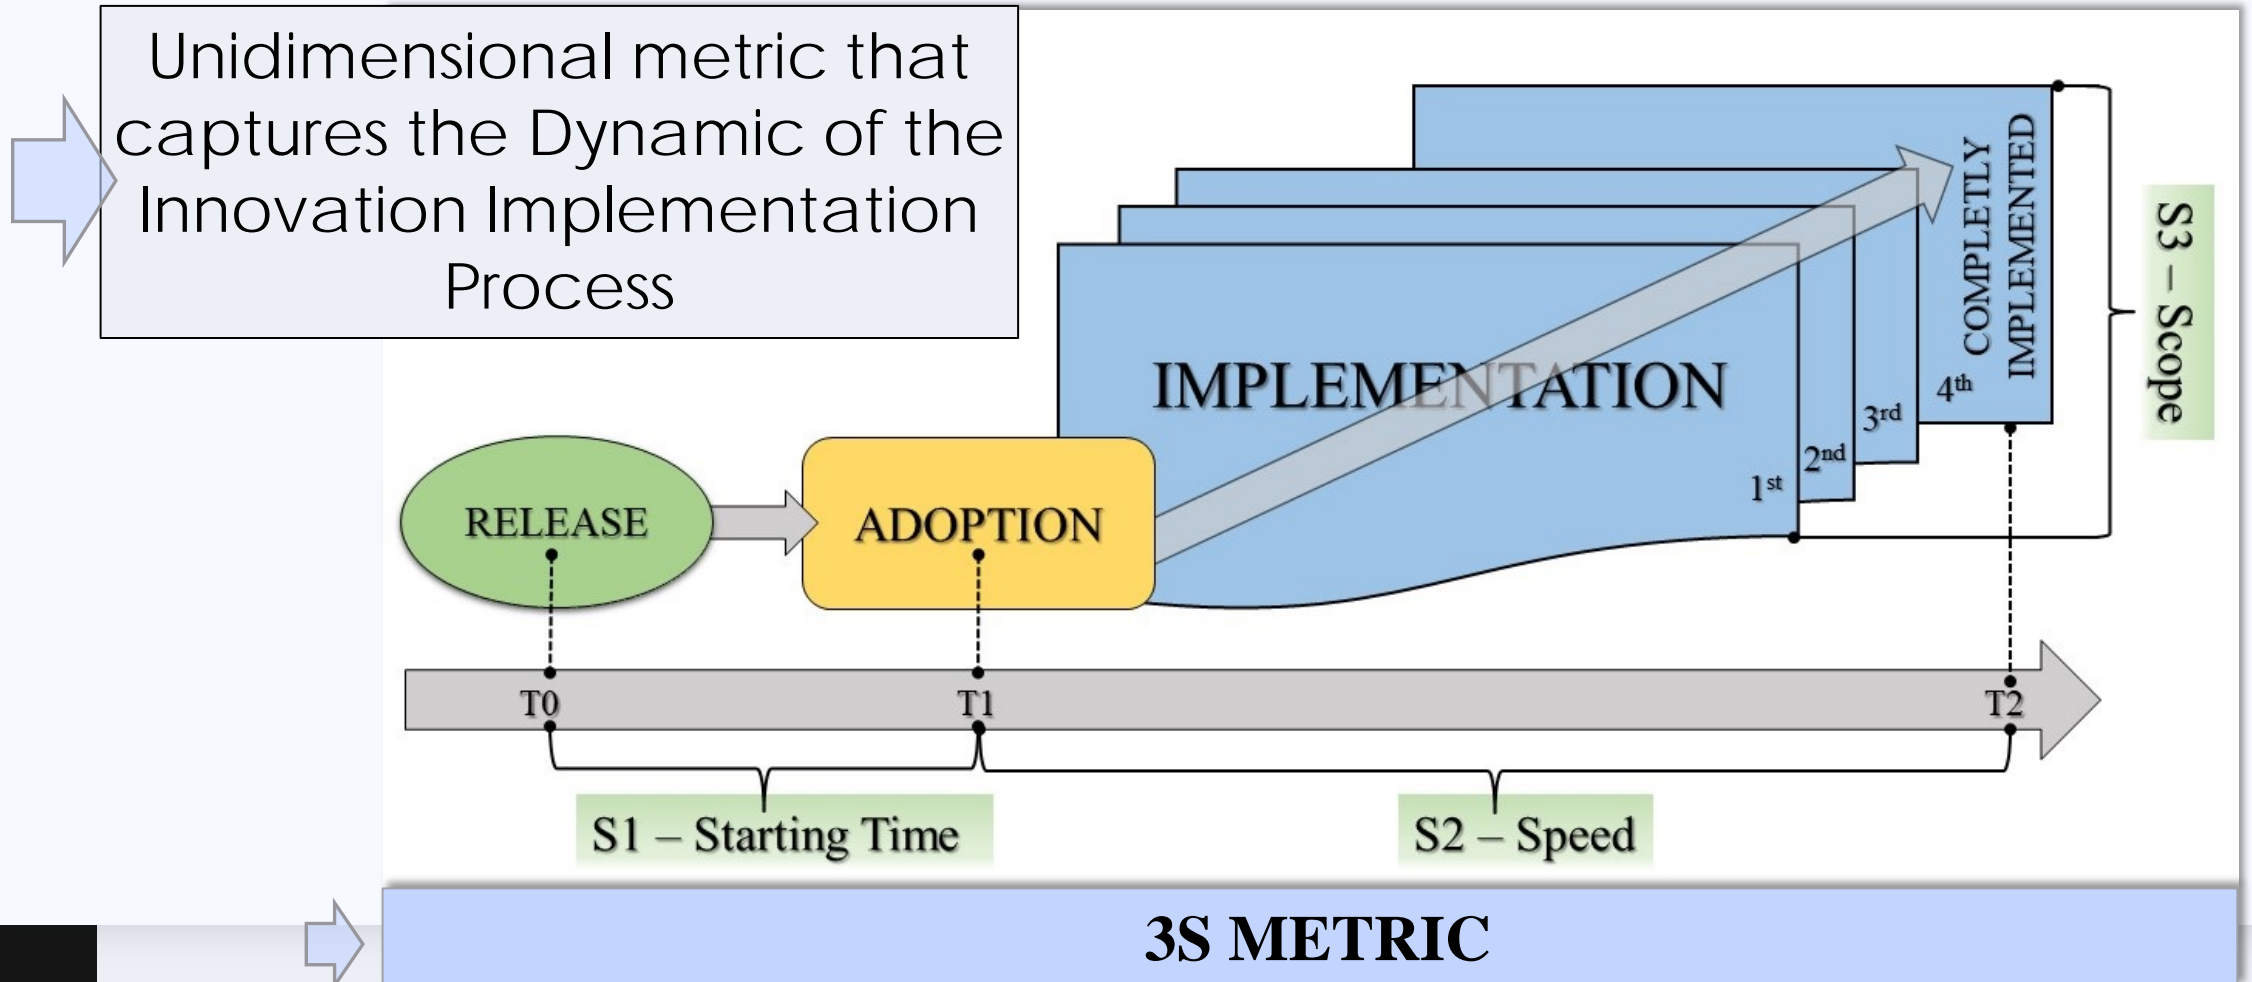 Unidimensional metric that
captures the Dynamic of the
Innovation Implementation
Process
COMPLETLY
IMPLEMENTED
S3 – Scope
IMPLEMENTATION
4th
3rd
2nd
1st
RELEASE
ADOPTION
T0
T1
T2
S1 – Starting Time
S2 – Speed
3S METRIC